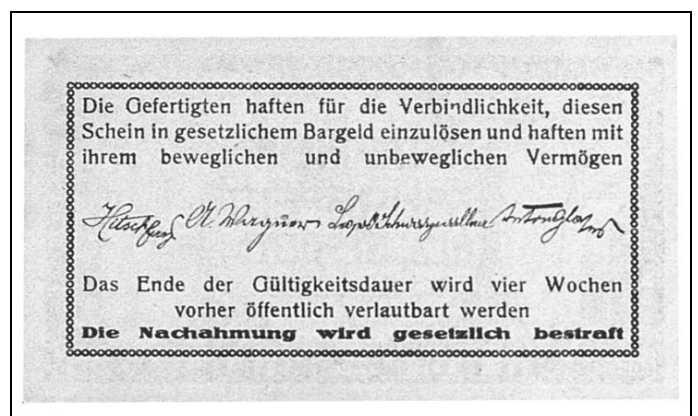 Die Gefertigten haften für die Verbindlichkeit, diesen
Schein in gesetzlichem Bargeld einzulösen und haften mit
ihrem beweglichen und unbeweglichen Vermögen
A. Wagner
Das Ende der Gültigkeitsdauer wird vier Wochen
vorher öffentlich verlautbart werden
Die Nachahmung wird gesetzlich bestraft